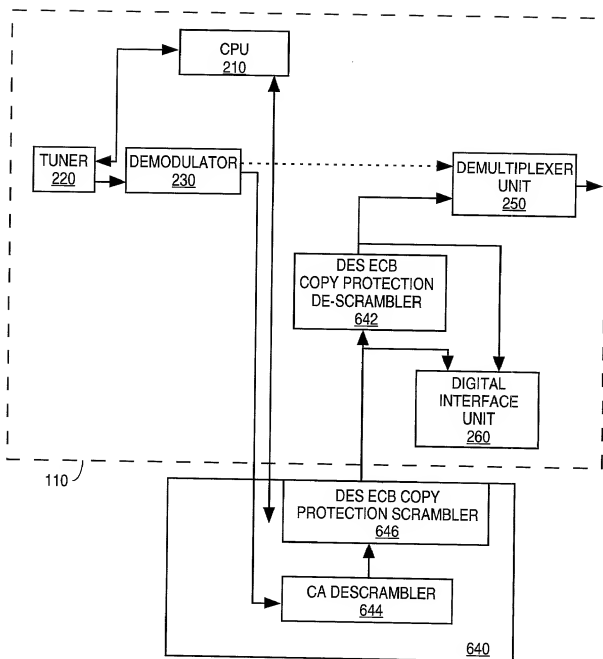 CPU
210
TUNER
220
DEMODULATOR
230
DEMULTIPLEXER
UNIT
250
DES ECB
COPY PROTECTION
DE-SCRAMBLER
642
DIGITAL
INTERFACE
UNIT
260
110
DES ECB COPY
PROTECTION SCRAMBLER
646
CA DESCRAMBLER
644
640